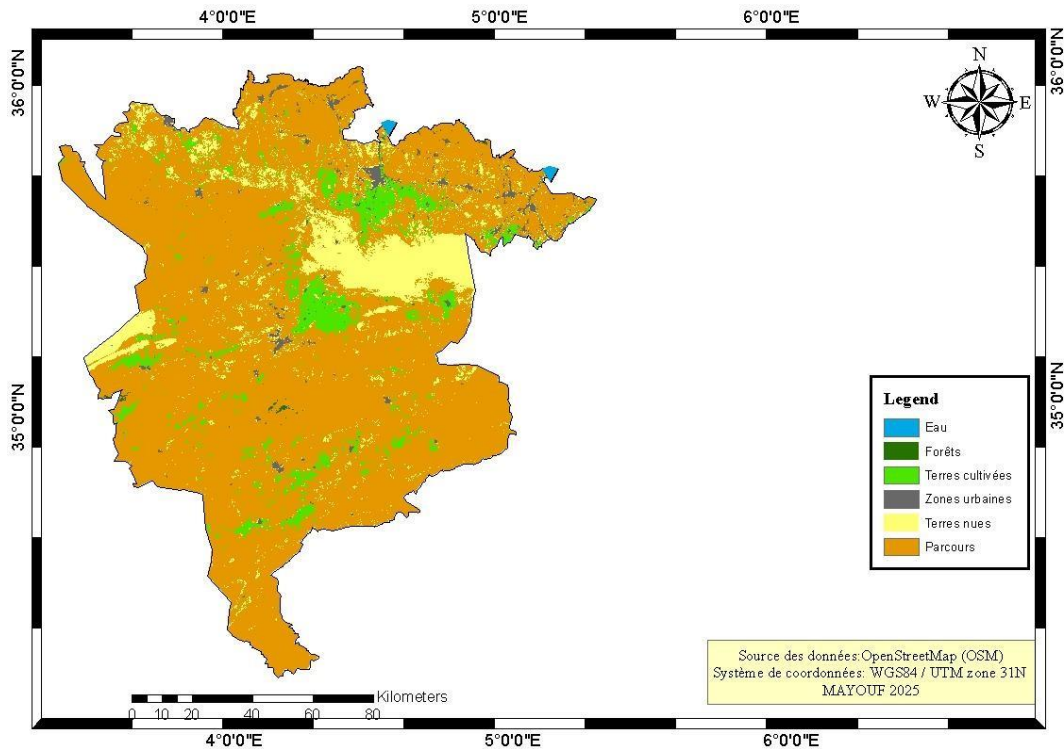 4°0'0"E 5°0'0"E 6°0'0"E
36°0'0"N
36°0'0"N
N
W E
S
35°0'0"N
35°0'0"N
Legend
Eau
Forêts
Terres cultivées
Zones urbaines
Terres nues
Parcours
Source des données:OpenStreetMap (OSM)
Système de coordonnées: WGS84 / UTM zone 31N
MAYOUF 2025
Kilometers
0 10 20 40 60 80
4°0'0"E 5°0'0"E 6°0'0"E